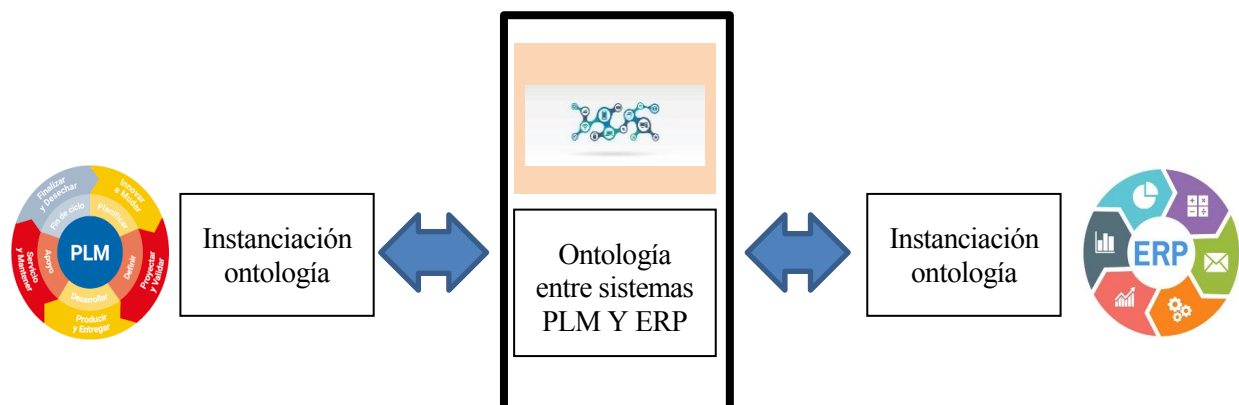 Finalizar
y Desechar
Innovar
e Mudar
Fin de ciclo
Planificar
PLM
Apoyo
Definir
Servicio
y Mantener
Proyectar
y Validar
Desarrollar
Producir
y Entregar
Instanciación
ontología
Ontología
entre sistemas
PLM Y ERP
Instanciación
ontología
ERP